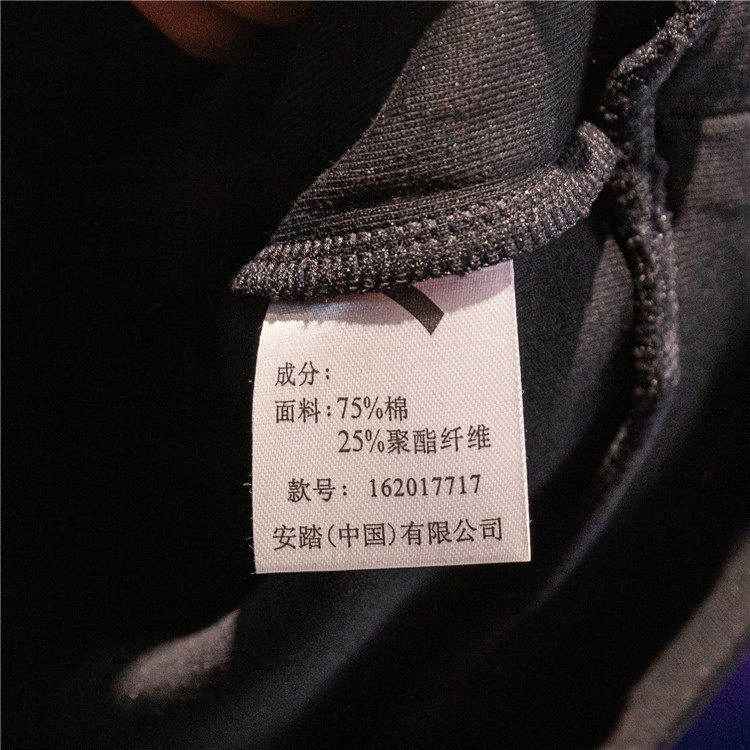 成分:
面料:75%棉
25%聚酯纤维
款号: 162017717
安踏(中国)有限公司